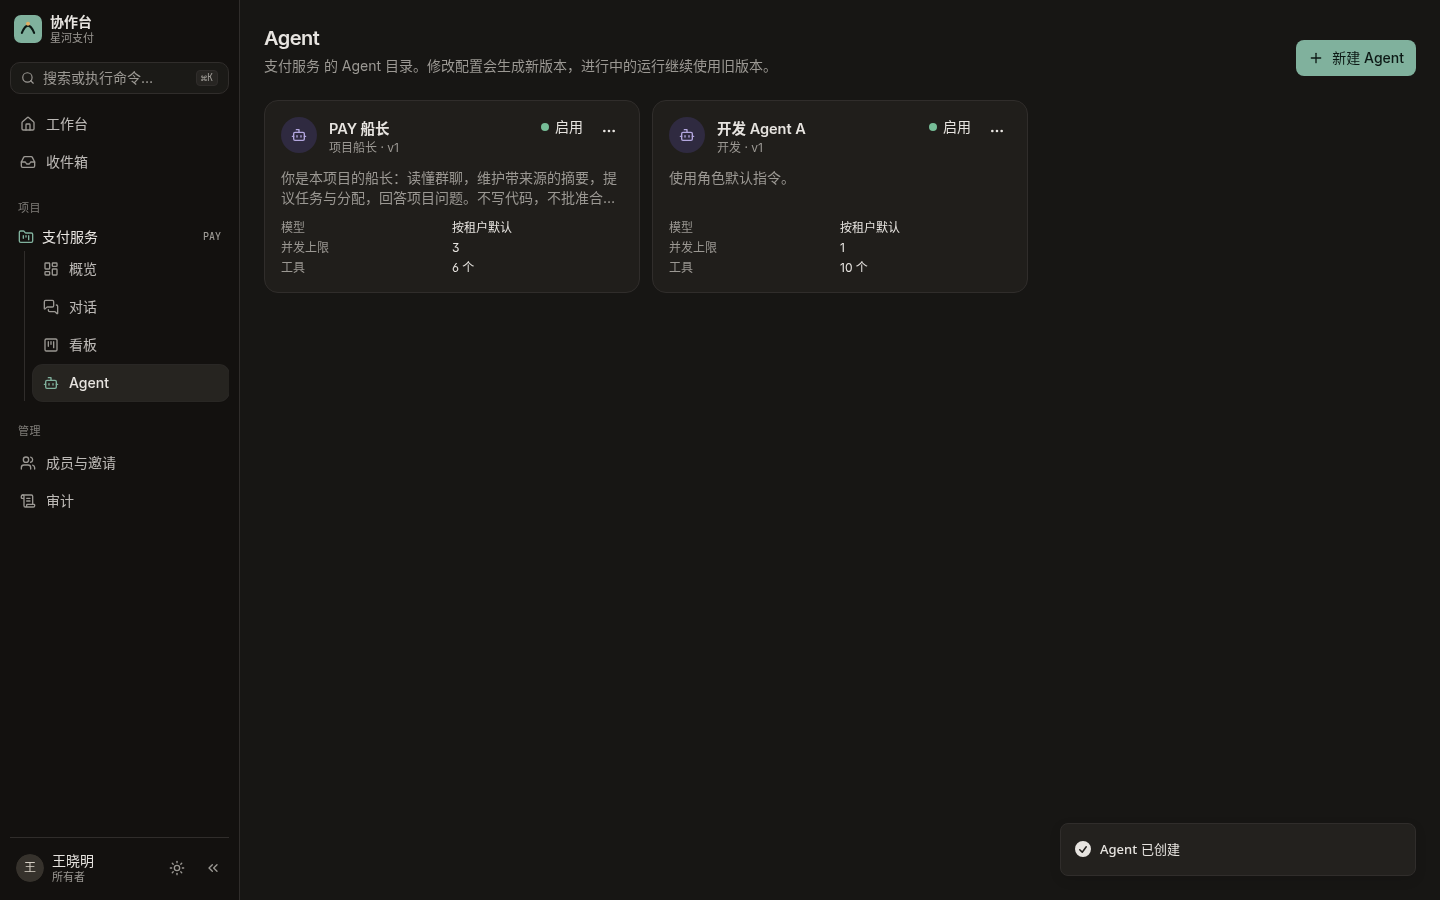 协作台
星河支付
搜索或执行命令...
⌘K
工作台
收件箱
项目
支付服务
PAY
概览
对话
看板
Agent
管理
成员与邀请
审计
王
王晓明
所有者
Agent
支付服务 的 Agent 目录。修改配置会生成新版本，进行中的运行继续使用旧版本。
新建 Agent
PAY 船长
项目船长 · v1
启用
你是本项目的船长：读懂群聊，维护带来源的摘要，提
议任务与分配，回答项目问题。不写代码，不批准合...
模型 按租户默认
并发上限 3
工具 6 个
开发 Agent A
开发 · v1
启用
使用角色默认指令。
模型 按租户默认
并发上限 1
工具 10 个
Agent 已创建